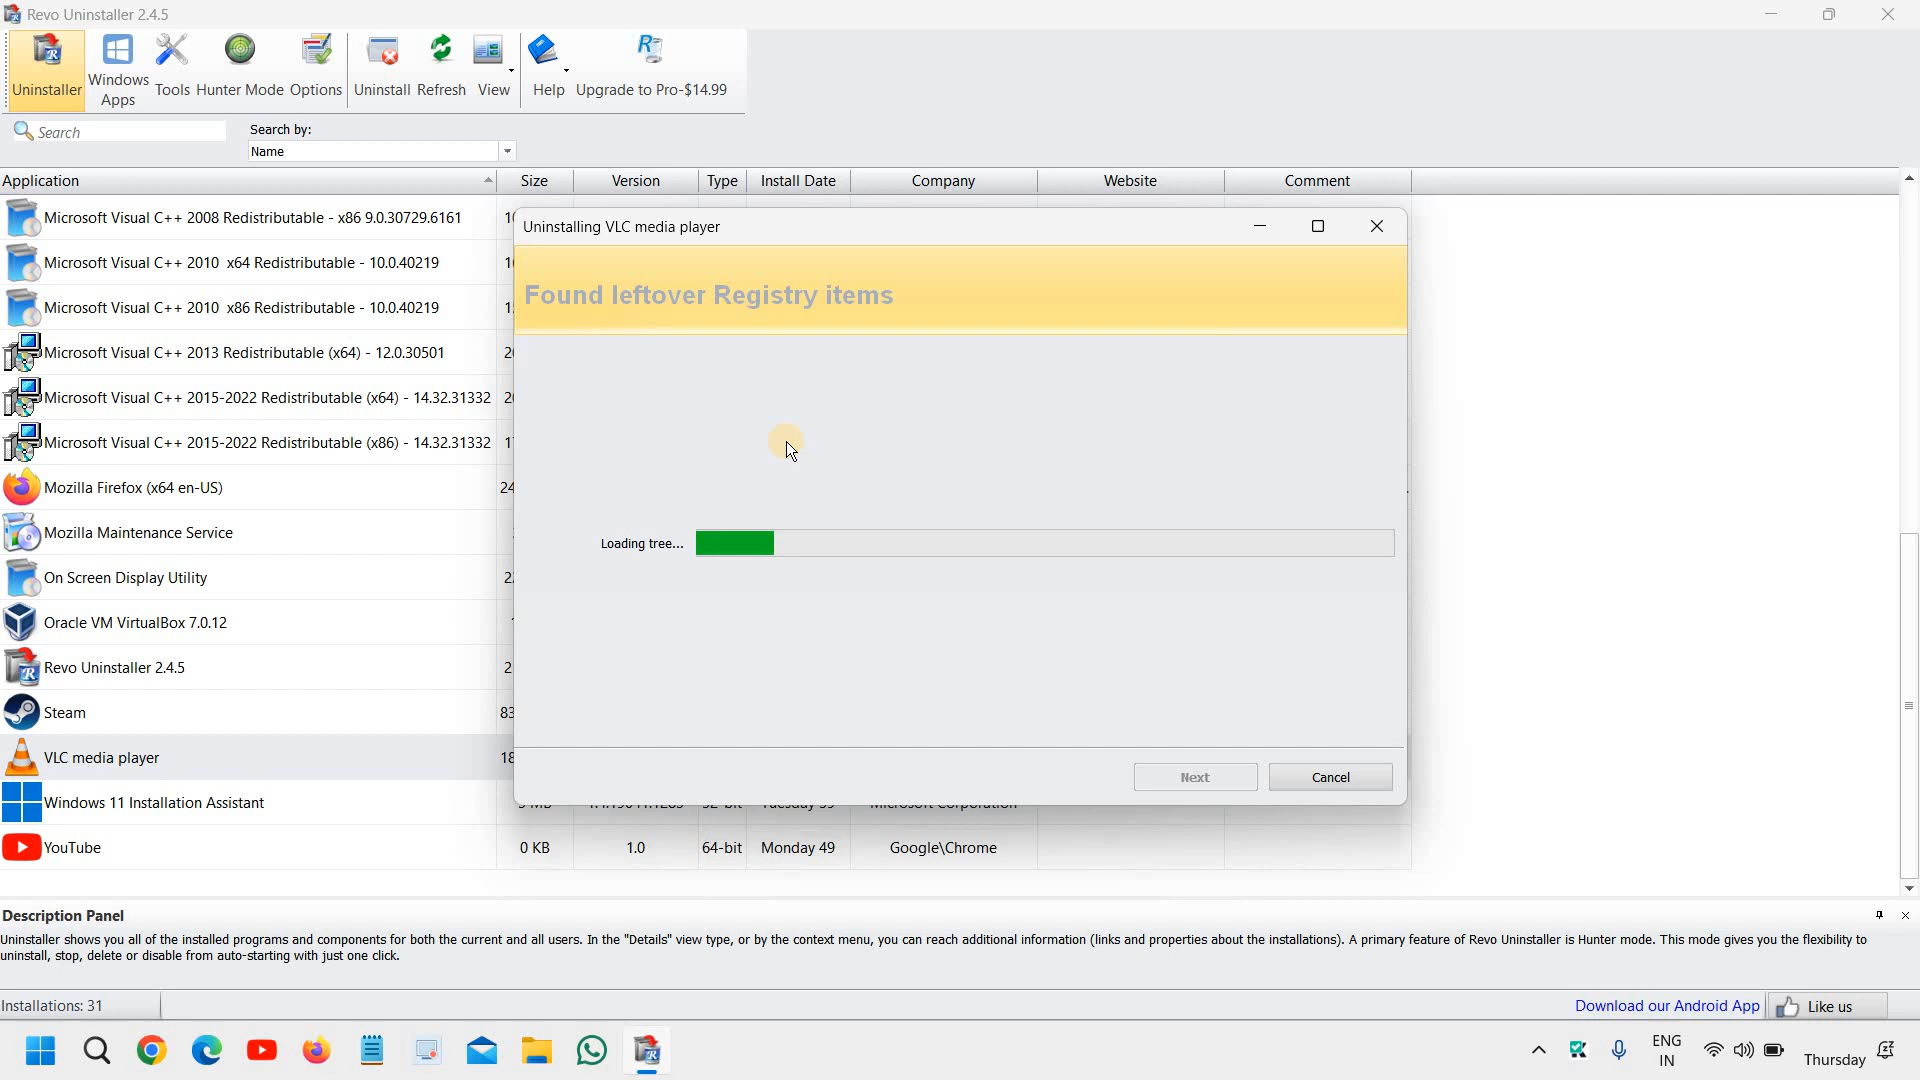 Revo Uninstaller 2.4.5
Uninstaller
Windows
Apps
Tools
Hunter Mode
Options
Uninstall
Refresh
View
Help
Upgrade to Pro-$14.99
Search
Search by:
Name
Application Size Version Type Install Date Company Website Comment
Microsoft Visual C++ 2008 Redistributable - x86 9.0.30729.6161
Microsoft Visual C++ 2010 x64 Redistributable - 10.0.40219
Microsoft Visual C++ 2010 x86 Redistributable - 10.0.40219
Microsoft Visual C++ 2013 Redistributable (x64) - 12.0.30501
Microsoft Visual C++ 2015-2022 Redistributable (x64) - 14.32.31332
Microsoft Visual C++ 2015-2022 Redistributable (x86) - 14.32.31332
Mozilla Firefox (x64 en-US)
Mozilla Maintenance Service
On Screen Display Utility
Oracle VM VirtualBox 7.0.12
Revo Uninstaller 2.4.5
Steam
VLC media player
Windows 11 Installation Assistant
YouTube 0 KB 1.0 64-bit Monday 49 Google\Chrome
Uninstalling VLC media player
Found leftover Registry items
Loading tree...
Next
Cancel
Description Panel
Uninstaller shows you all of the installed programs and components for both the current and all users. In the "Details" view type, or by the context menu, you can reach additional information (links and properties about the installations). A primary feature of Revo Uninstaller is Hunter mode. This mode gives you the flexibility to
uninstall, stop, delete or disable from auto-starting with just one click.
Installations: 31
Download our Android App
Like us
ENG
IN
Thursday